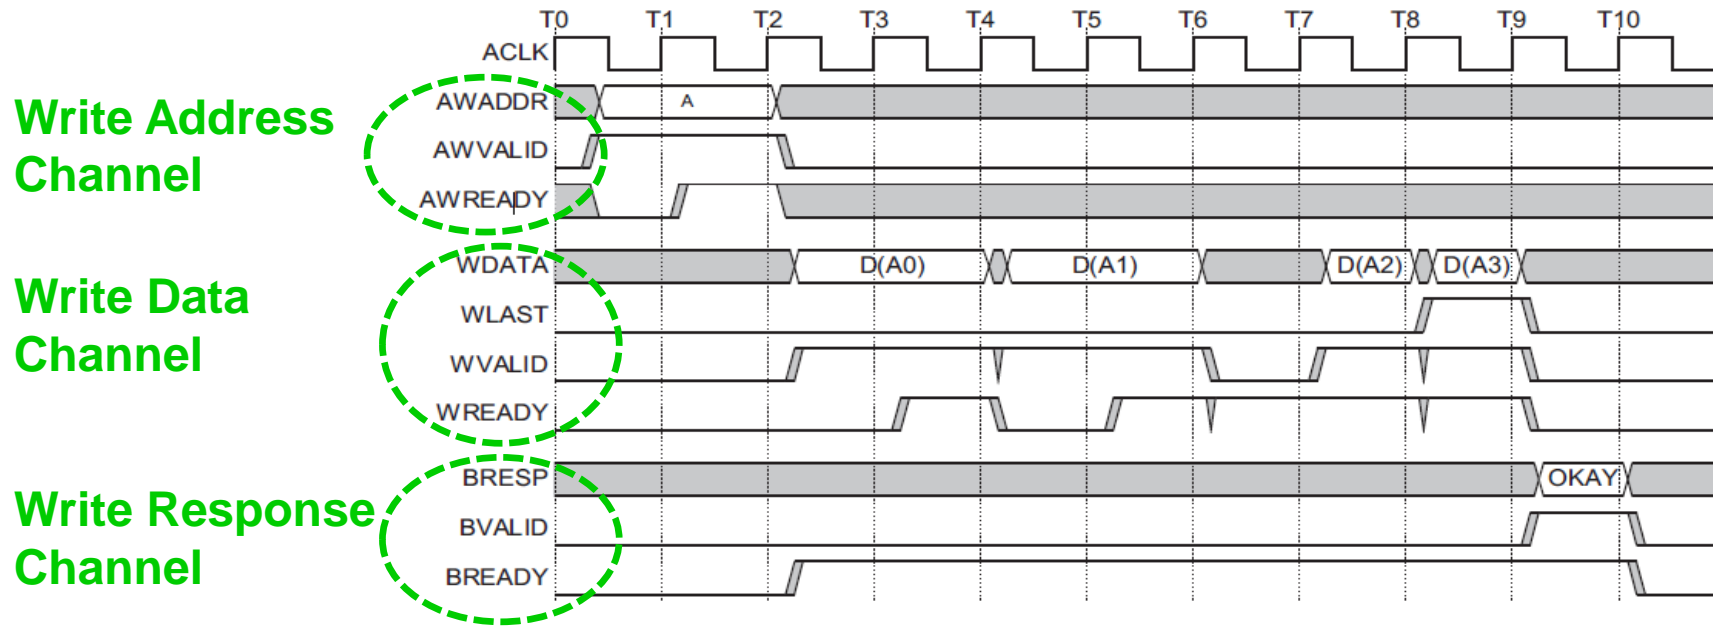 T0 T1 T2 T3 T4 T5 T6 T7 T8 T9 T10
ACLK
Write Address
Channel
AWADDR A
AWVALID
AWREADY
Write Data
Channel
WDATA D(A0) D(A1) D(A2) D(A3)
WLAST
WVALID
WREADY
Write Response
Channel
BRESP OKAY
BVALID
BREADY